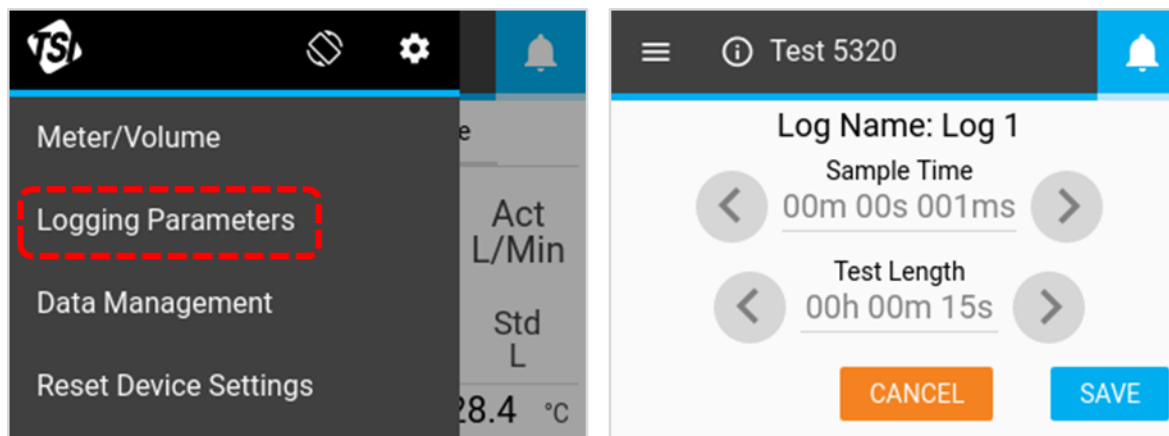 TSI
Meter/Volume
Logging Parameters
Data Management
Reset Device Settings
e
Act
L/Min
Std
L
28.4 °C
Test 5320
Log Name: Log 1
Sample Time
00m 00s 001ms
Test Length
00h 00m 15s
CANCEL
SAVE